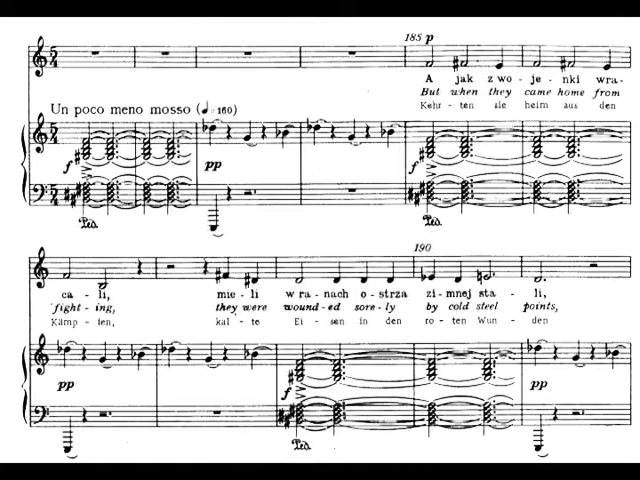 185 p
A jak z wo - jen - ki wra-
But when they came home from
Kehr - ten sie heim aus den
Un poco meno mosso (♩=160)
f
pp
f
Ped.
Ped.
190
ca - li, mie - li w ra - nach o - strza zi - mnej sta - li,
fight - ing, they were wound - ed sore - ly by cold steel points,
Kämp - fen, kal - te Ei - sen in den ro - ten Wun - den
pp
f
pp
Ped.